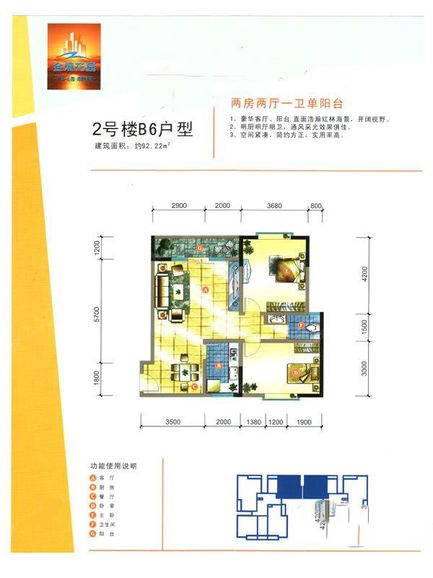 两房两厅一卫单阳台
2号楼B6户型
建筑面积：约92.22m²
1、豪华客厅、阳台,直面浩瀚红林海景，开阔视野。
2、明厨明厅明卫，通风采光效果俱佳。
3、空间紧凑，简约方正，实用率高。
2900 2000 3680 800
1200
5700
1800
4200
1500
3000
3500 2000 1380 1200 1900
功能使用说明
A 客厅
B 厨房
C 餐厅
D 卧室
E 主卧
F 卫生间
G 阳台